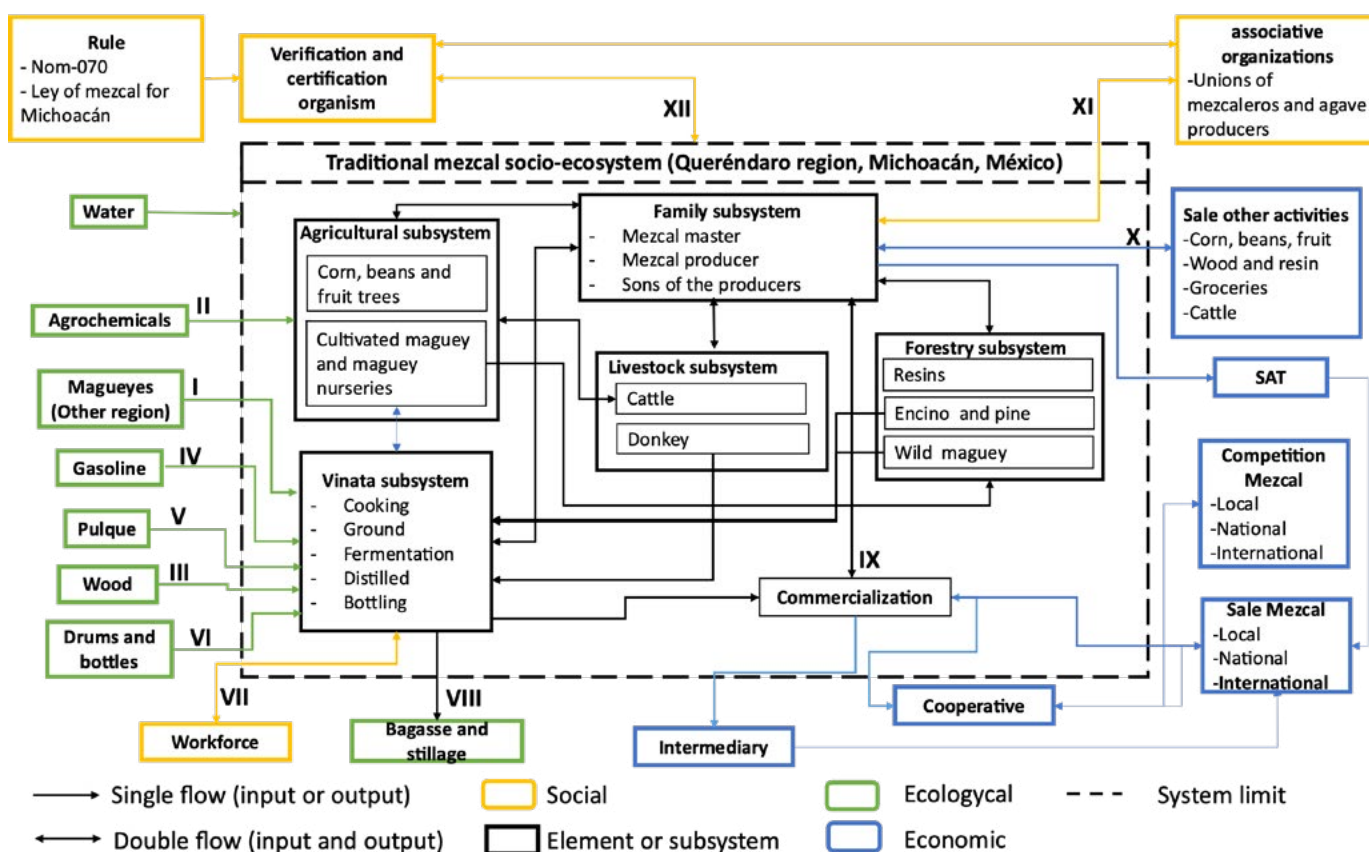 Rule
- Nom-070
- Ley of mezcal for
Michoacán
Verification and
certification
organism
associative
organizations
-Unions of
mezcaleros and agave
producers
XII
XI
Traditional mezcal socio-ecosystem (Queréndaro region, Michoacán, México)
Water
Agricultural subsystem
Corn, beans and
fruit trees
Cultivated maguey
and maguey
nurseries
Family subsystem
- Mezcal master
- Mezcal producer
- Sons of the producers
X
Sale other activities
-Corn, beans, fruit
-Wood and resin
-Groceries
-Cattle
Agrochemicals
II
Livestock subsystem
Cattle
Donkey
Forestry subsystem
Resins
Encino and pine
Wild maguey
SAT
Magueyes
(Other region)
I
Gasoline
IV
Pulque
V
Wood
III
Drums and
bottles
VI
Vinata subsystem
- Cooking
- Ground
- Fermentation
- Distilled
- Bottling
IX
Commercialization
Competition
Mezcal
-Local
-National
-International
Sale Mezcal
-Local
-National
-International
VII
VIII
Workforce
Bagasse and
stillage
Intermediary
Cooperative
Single flow (input or output)
Social
Ecologycal
System limit
Double flow (input and output)
Element or subsystem
Economic